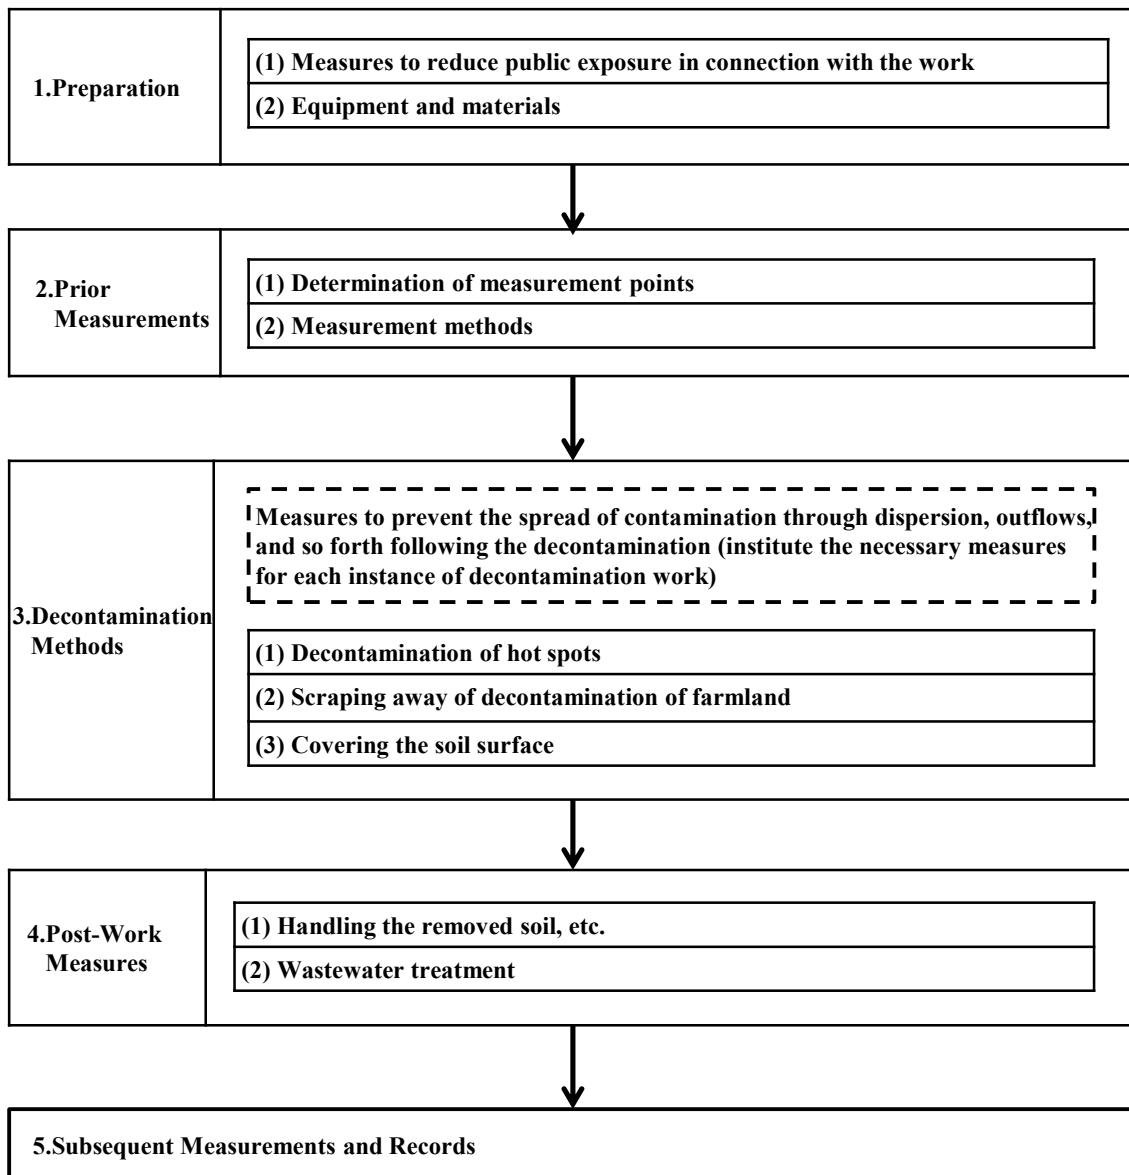 1.Preparation
(1) Measures to reduce public exposure in connection with the work
(2) Equipment and materials
2.Prior
Measurements
(1) Determination of measurement points
(2) Measurement methods
3.Decontamination
Methods
Measures to prevent the spread of contamination through dispersion, outflows,
and so forth following the decontamination (institute the necessary measures
for each instance of decontamination work)
(1) Decontamination of hot spots
(2) Scraping away of decontamination of farmland
(3) Covering the soil surface
4.Post-Work
Measures
(1) Handling the removed soil, etc.
(2) Wastewater treatment
5.Subsequent Measurements and Records